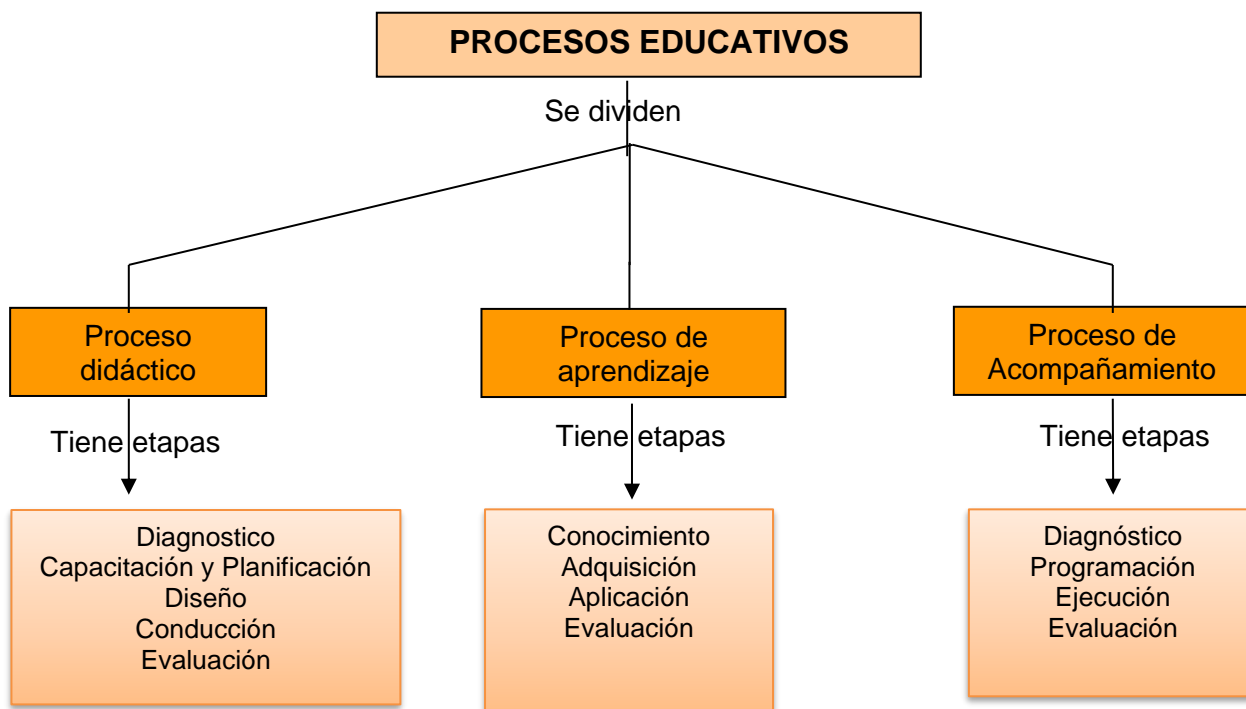 PROCESOS EDUCATIVOS
Se dividen
Proceso
didáctico
Proceso de
aprendizaje
Proceso de
Acompañamiento
Tiene etapas
Tiene etapas
Tiene etapas
Diagnostico
Capacitación y Planificación
Diseño
Conducción
Evaluación
Conocimiento
Adquisición
Aplicación
Evaluación
Diagnóstico
Programación
Ejecución
Evaluación